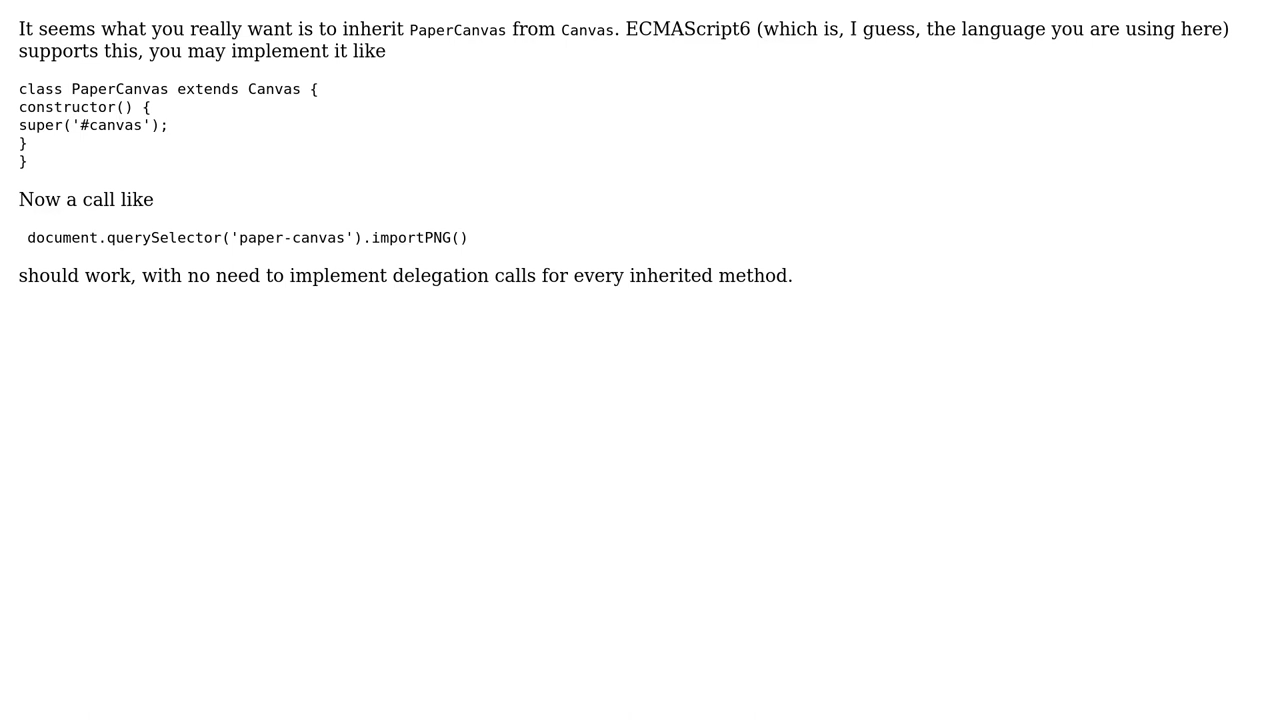 It seems what you really want is to inherit PaperCanvas from Canvas. ECMAScript6 (which is, I guess, the language you are using here)
supports this, you may implement it like
class PaperCanvas extends Canvas {
constructor() {
super('#canvas');
}
}
Now a call like
document.querySelector('paper-canvas').importPNG()
should work, with no need to implement delegation calls for every inherited method.